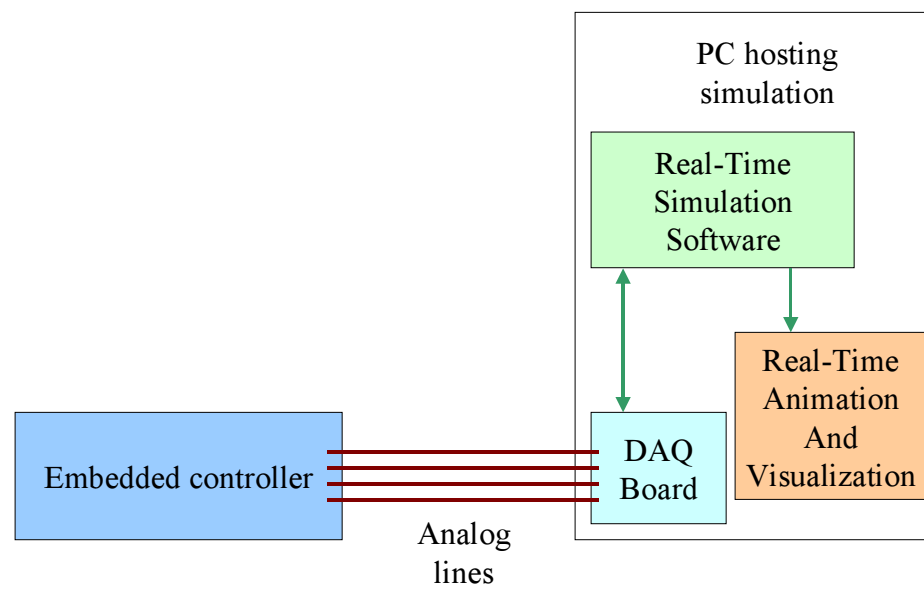 PC hosting
simulation
Real-Time
Simulation
Software
Real-Time
Animation
And
Visualization
Embedded controller
DAQ
Board
Analog
lines